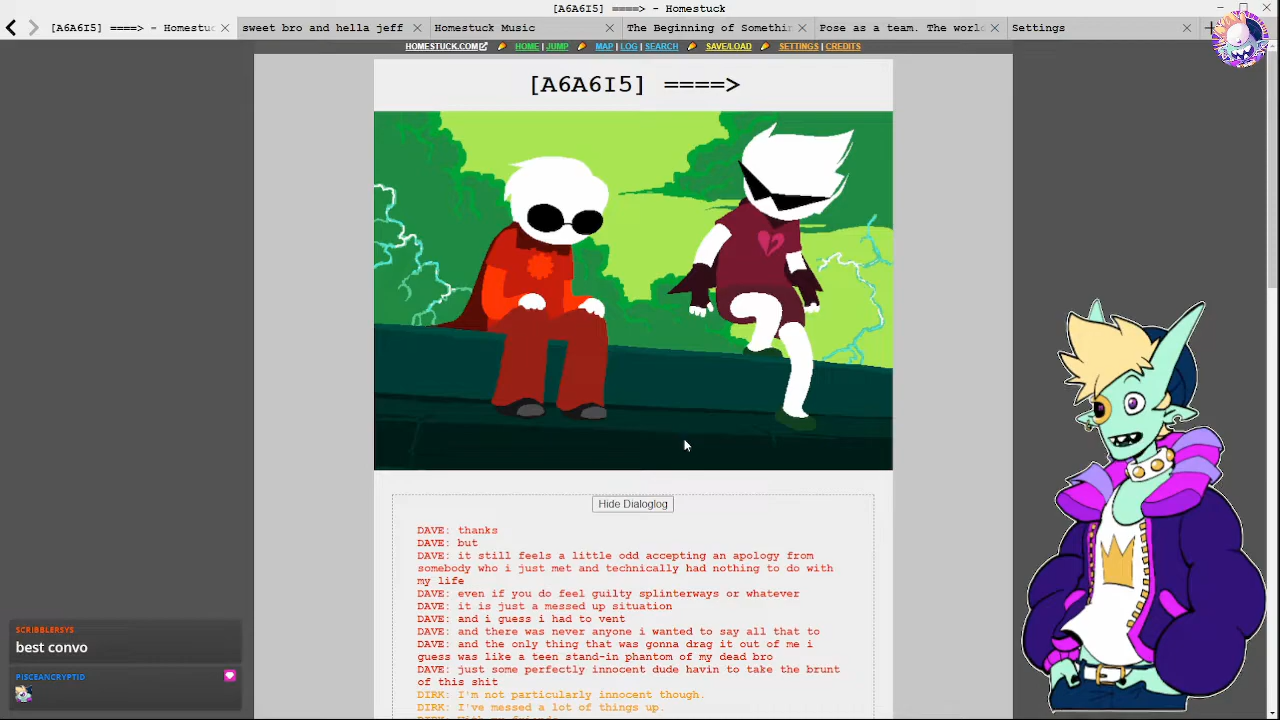 [A6A6I5] ====> - Homestuck
[A6A6I5] ====> - Homestuc
sweet bro and hella jeff
Homestuck Music
The Beginning of Somethin
Pose as a team. The world
Settings
HOMESTUCK.COM HOME | JUMP MAP | LOG | SEARCH SAVE/LOAD SETTINGS | CREDITS
[A6A6I5] ====>
Hide Dialoglog
DAVE: thanks
DAVE: but
DAVE: it still feels a little odd accepting an apology from
somebody who i just met and technically had nothing to do with
my life
DAVE: even if you do feel guilty splinterways or whatever
DAVE: it is just a messed up situation
DAVE: and i guess i had to vent
DAVE: and there was never anyone i wanted to say all that to
DAVE: and the only thing that was gonna drag it out of me i
guess was like a teen stand-in phantom of my dead bro
DAVE: just some perfectly innocent dude havin to take the brunt
of this shit
DIRK: I'm not particularly innocent though.
DIRK: I've messed a lot of things up.
DIRK: With my friends
SCRIBBLERSYS
best convo
PISCEANCRYPTID